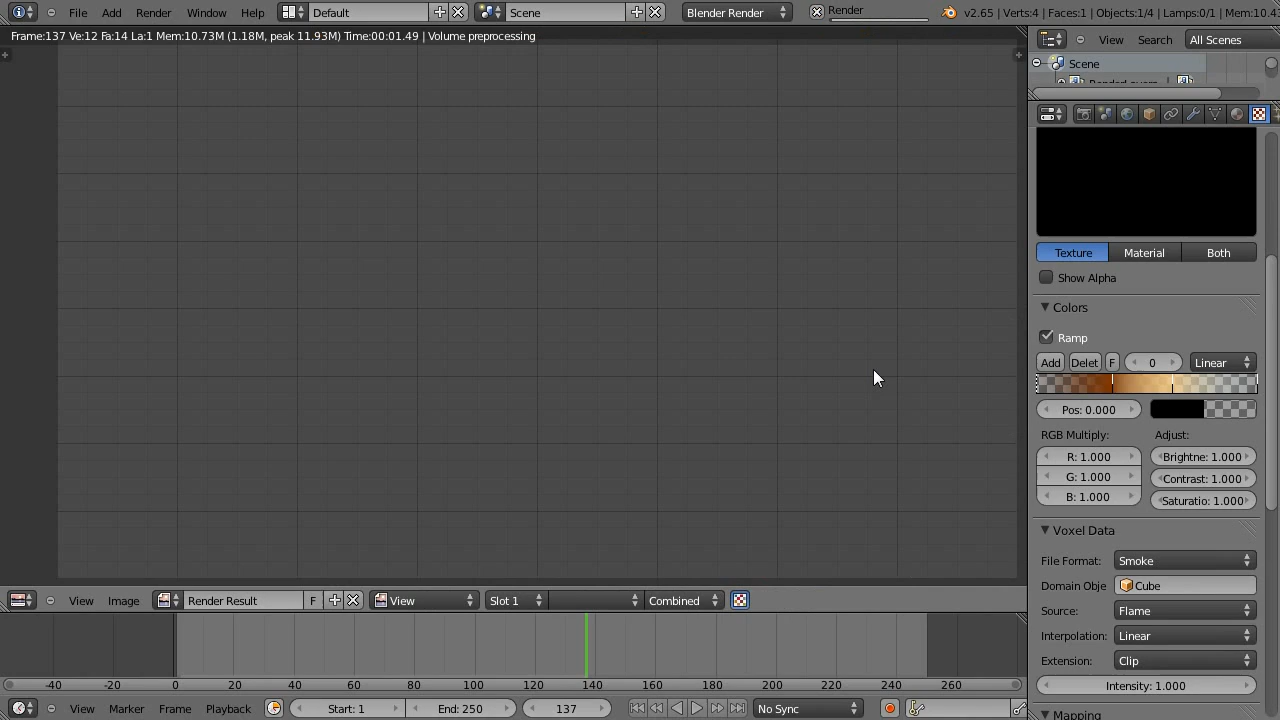 File Add Render Window Help Default Scene Blender Render Render v2.65 | Verts:4 | Faces:1 | Objects:1/4 | Lamps:0/1 | Mem:10.43
Frame:137 Ve:12 Fa:14 La:1 Mem:10.73M (1.18M, peak 11.93M) Time:00:01.49 | Volume preprocessing
View Search All Scenes
Scene
RenderLayers
Texture Material Both
Show Alpha
Colors
Ramp
Add Delet F 0 Linear
Pos: 0.000
RGB Multiply: Adjust:
R: 1.000 Brightne: 1.000
G: 1.000 Contrast: 1.000
B: 1.000 Saturatio: 1.000
Voxel Data
File Format: Smoke
Domain Obje Cube
Source: Flame
Interpolation: Linear
Extension: Clip
Intensity: 1.000
Mapping
View Image Render Result F View Slot 1 Combined
-40 -20 0 20 40 60 80 100 120 140 160 180 200 220 240 260
View Marker Frame Playback Start: 1 End: 250 137 No Sync